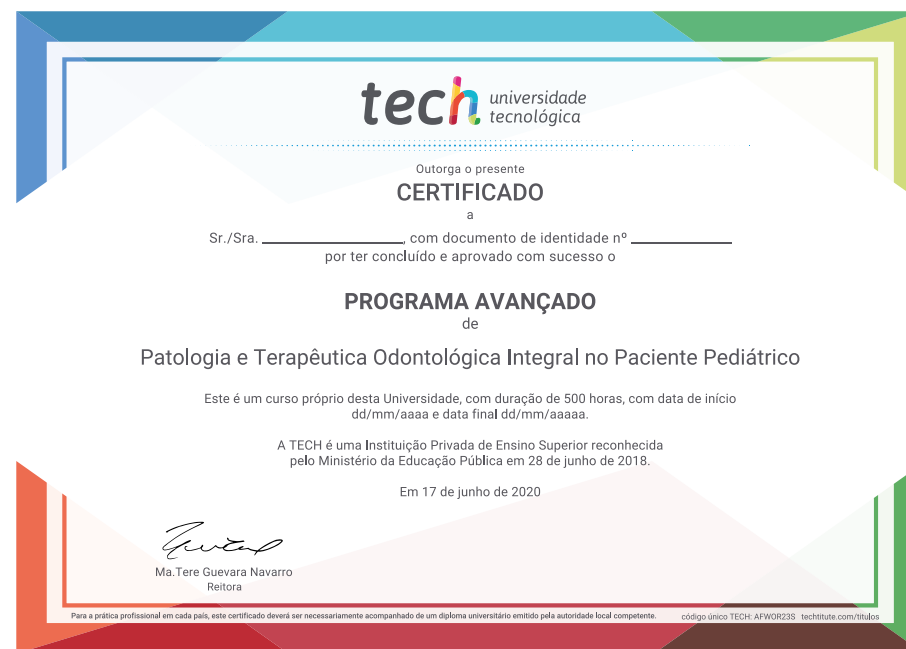 tech universidade
tecnológica
Outorga o presente
CERTIFICADO
a
Sr./Sra. ________________, com documento de identidade nº ____________
por ter concluído e aprovado com sucesso o
PROGRAMA AVANÇADO
de
Patologia e Terapêutica Odontológica Integral no Paciente Pediátrico
Este é um curso próprio desta Universidade, com duração de 500 horas, com data de início
dd/mm/aaaa e data final dd/mm/aaaaa.
A TECH é uma Instituição Privada de Ensino Superior reconhecida
pelo Ministério da Educação Pública em 28 de junho de 2018.
Em 17 de junho de 2020
Ma.Tere Guevara Navarro
Reitora
Para a prática profissional em cada país, este certificado deverá ser necessariamente acompanhado de um diploma universitário emitido pela autoridade local competente. código único TECH: AFWOR23S techtitute.com/titulos